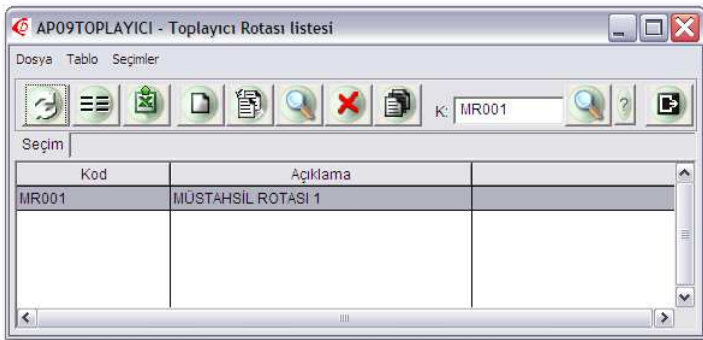 AP09TOPLAYICI - Toplayıcı Rotası listesi
Dosya Tablo Seçimler
K: MR001 ?
Seçim
Kod Açıklama
MR001 MÜSTAHSİL ROTASI 1